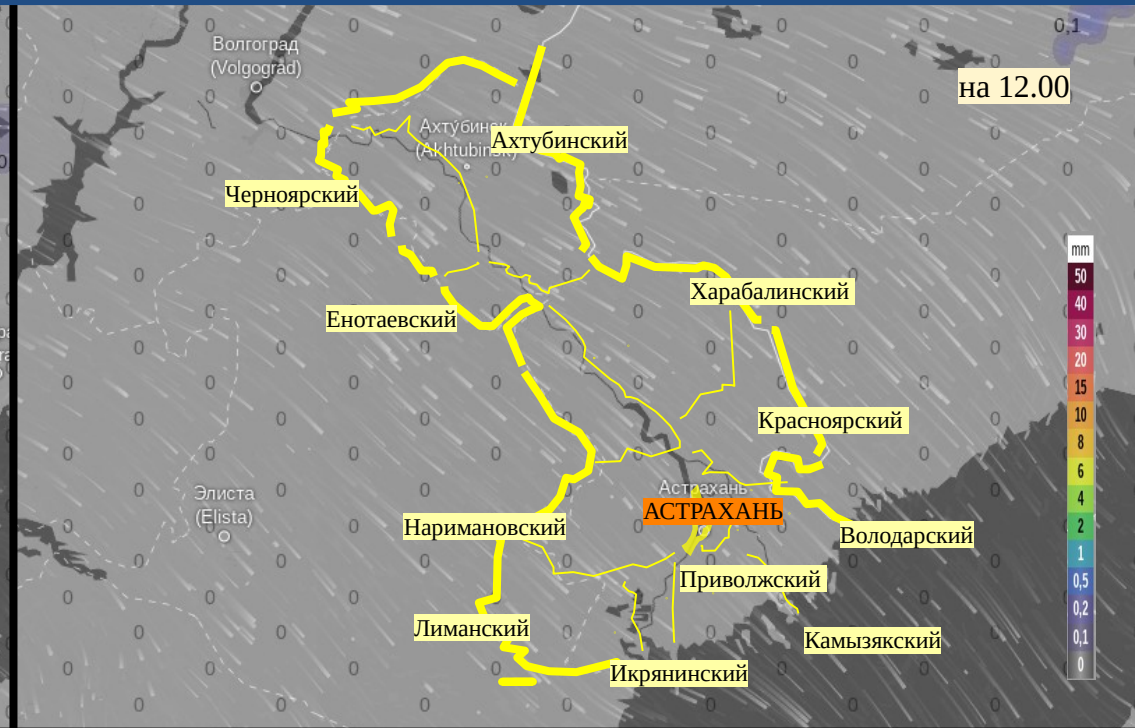 0,1
Волгоград
(Volgograd)
на 12.00
Ахтубинск
(Akhtubinsk)
Ахтубинский
Черноярский
Харабалинский
Енотаевский
Красноярский
Элиста
(Elista)
Астрахань
АСТРАХАНЬ
Наримановский
Володарский
Приволжский
Лиманский
Камызякский
Икрянинский
mm
50
40
30
20
15
10
8
6
4
2
1
0,5
0,2
0,1
0